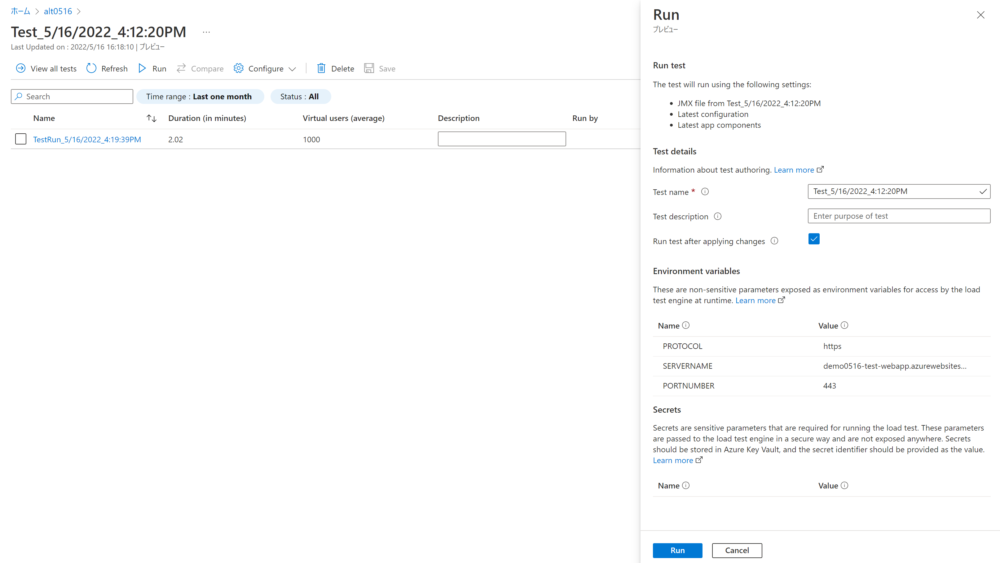 ホーム > alt0516 >
Test_5/16/2022_4:12:20PM ...
Last Updated on : 2022/5/16 16:18:10 | プレビュー
View all tests Refresh Run Compare Configure Delete Save
Search Time range : Last one month Status : All
Name Duration (in minutes) Virtual users (average) Description Run by
TestRun_5/16/2022_4:19:39PM 2.02 1000
Run
プレビュー
Run test
The test will run using the following settings:
• JMX file from Test_5/16/2022_4:12:20PM
• Latest configuration
• Latest app components
Test details
Information about test authoring. Learn more
Test name * Test_5/16/2022_4:12:20PM
Test description Enter purpose of test
Run test after applying changes
Environment variables
These are non-sensitive parameters exposed as environment variables for access by the load
test engine at runtime. Learn more
Name Value
PROTOCOL https
SERVERNAME demo0516-test-webapp.azurewebsites...
PORTNUMBER 443
Secrets
Secrets are sensitive parameters that are required for running the load test. These parameters
are passed to the load test engine in a secure way and are not exposed anywhere. Secrets
should be stored in Azure Key Vault, and the secret identifier should be provided as the value.
Learn more
Name Value
Run Cancel